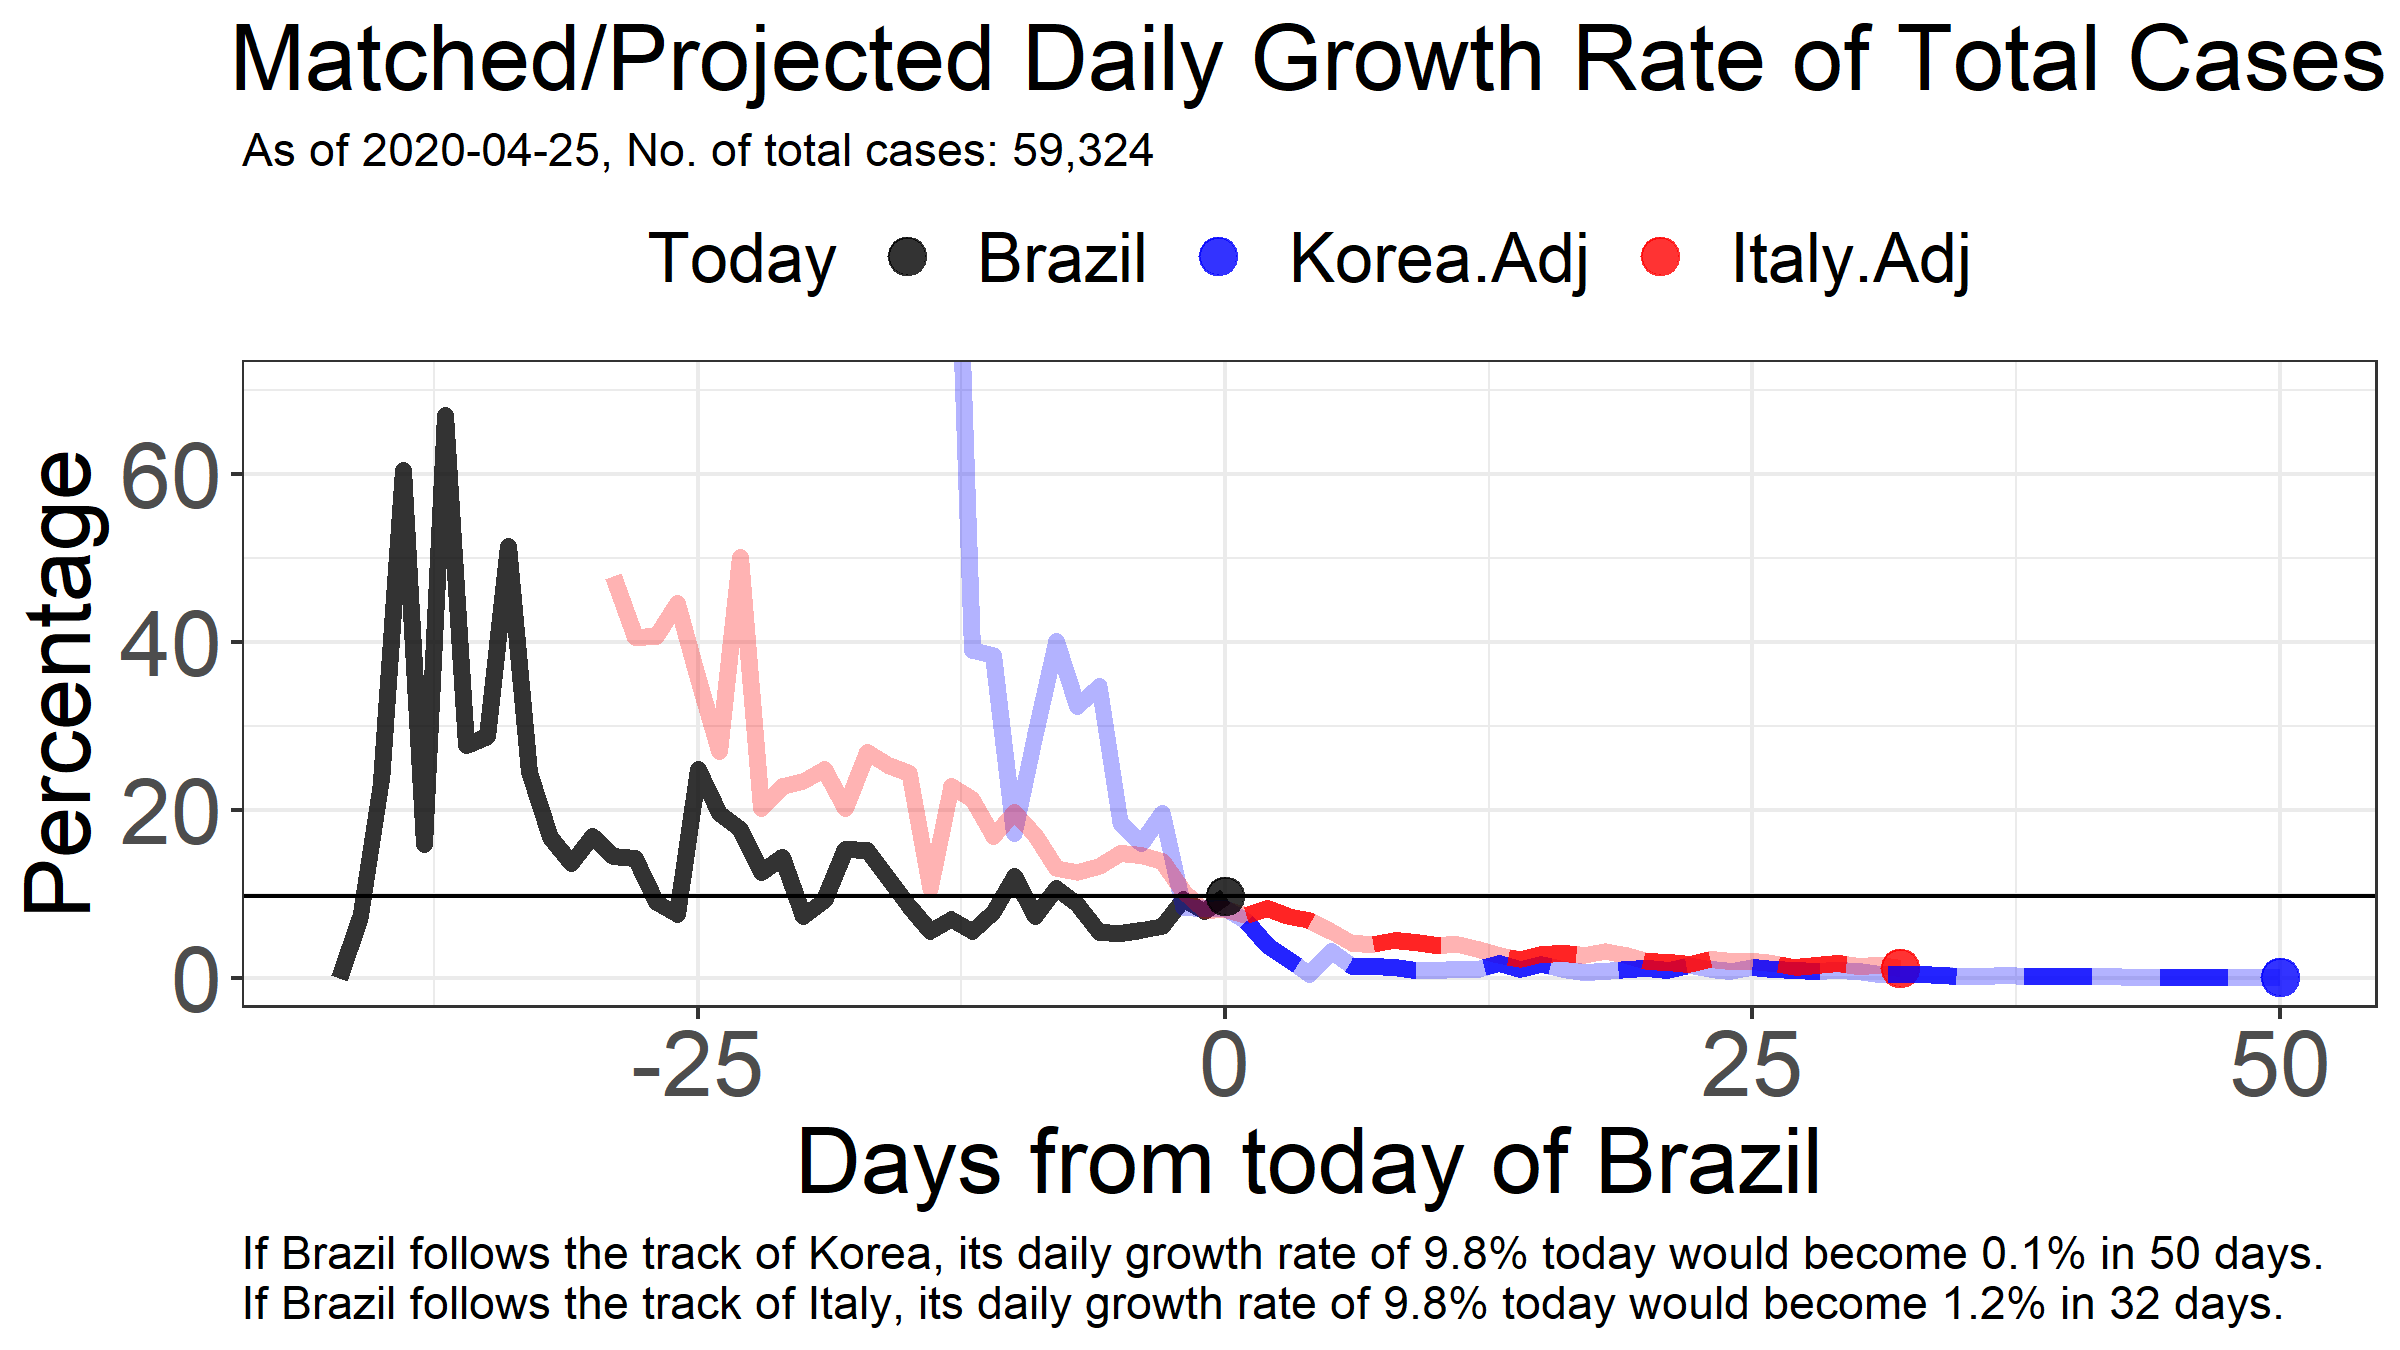 Matched/Projected Daily Growth Rate of Total Cases
As of 2020-04-25, No. of total cases: 59,324
Today Brazil Korea.Adj Italy.Adj
Percentage
60
40
20
0
-25 0 25 50
Days from today of Brazil
If Brazil follows the track of Korea, its daily growth rate of 9.8% today would become 0.1% in 50 days.
If Brazil follows the track of Italy, its daily growth rate of 9.8% today would become 1.2% in 32 days.